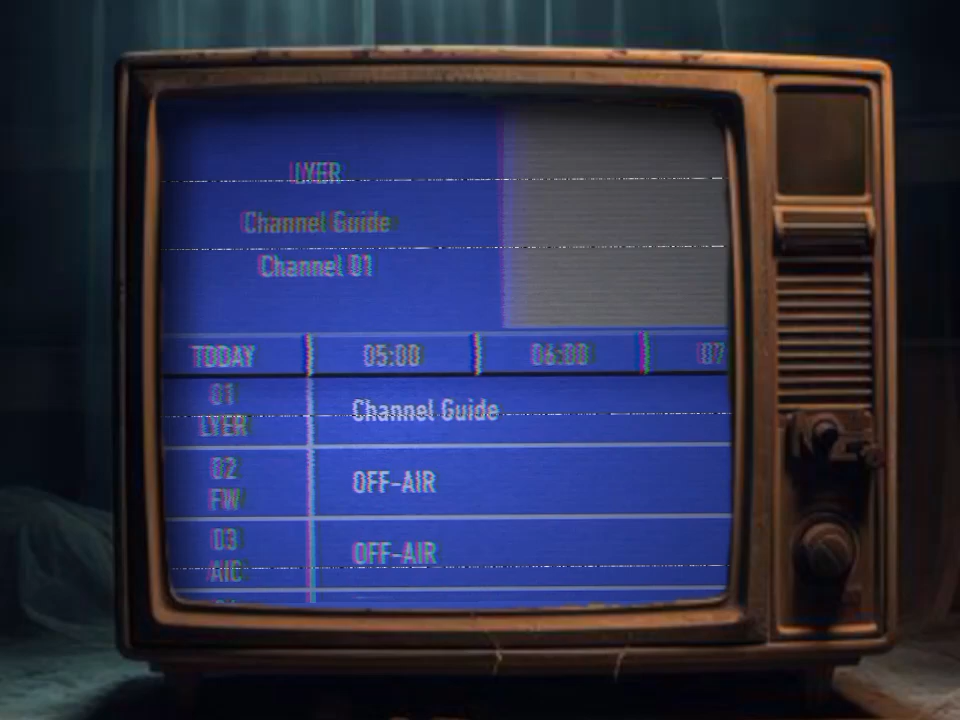 LYER
Channel Guide
Channel 01
TODAY 05:00 06:00 07
01 LYER Channel Guide
02 FW OFF-AIR
03 AIC OFF-AIR